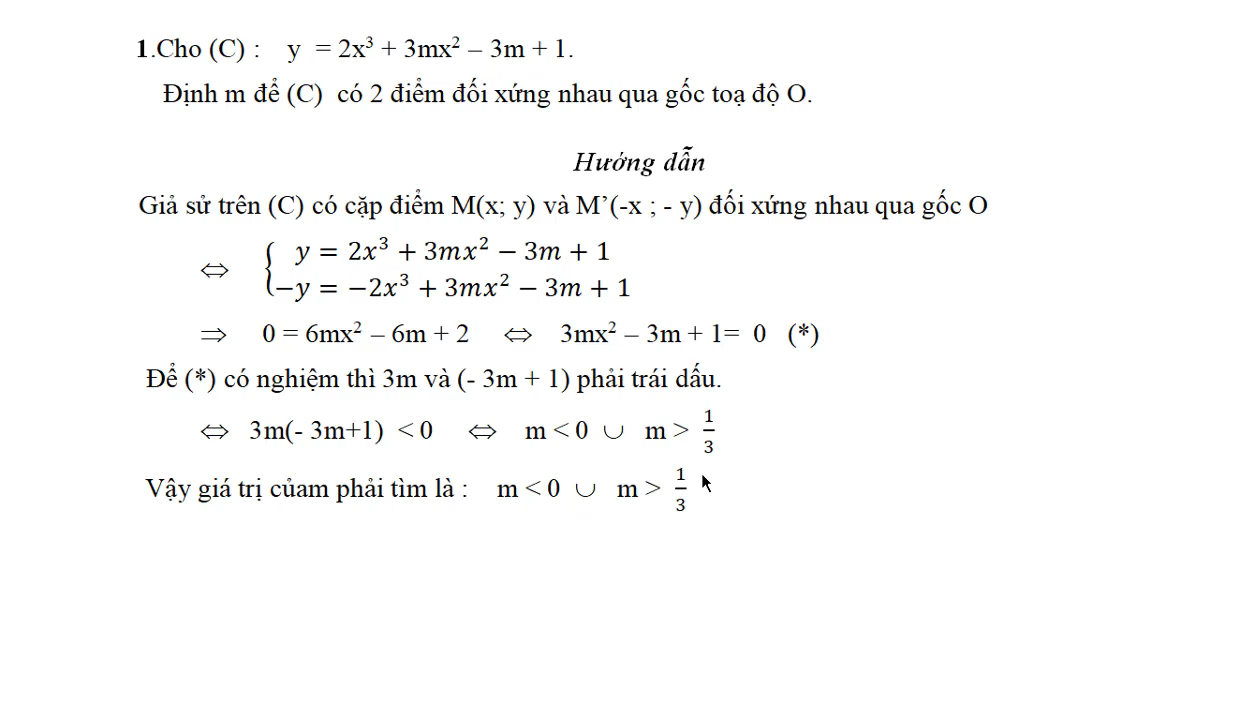 1.Cho (C) : y = 2x³ + 3mx² – 3m + 1.
Định m để (C) có 2 điểm đối xứng nhau qua gốc toạ độ O.
Hướng dẫn
Giả sử trên (C) có cặp điểm M(x; y) và M’(-x ; - y) đối xứng nhau qua gốc O
⇔ { y = 2x³ + 3mx² − 3m + 1
−y = −2x³ + 3mx² − 3m + 1
⇒ 0 = 6mx² – 6m + 2 ⇔ 3mx² – 3m + 1= 0 (*)
Để (*) có nghiệm thì 3m và (- 3m + 1) phải trái dấu.
⇔ 3m(- 3m+1) < 0 ⇔ m < 0 ∪ m > 1/3
Vậy giá trị củam phải tìm là : m < 0 ∪ m > 1/3